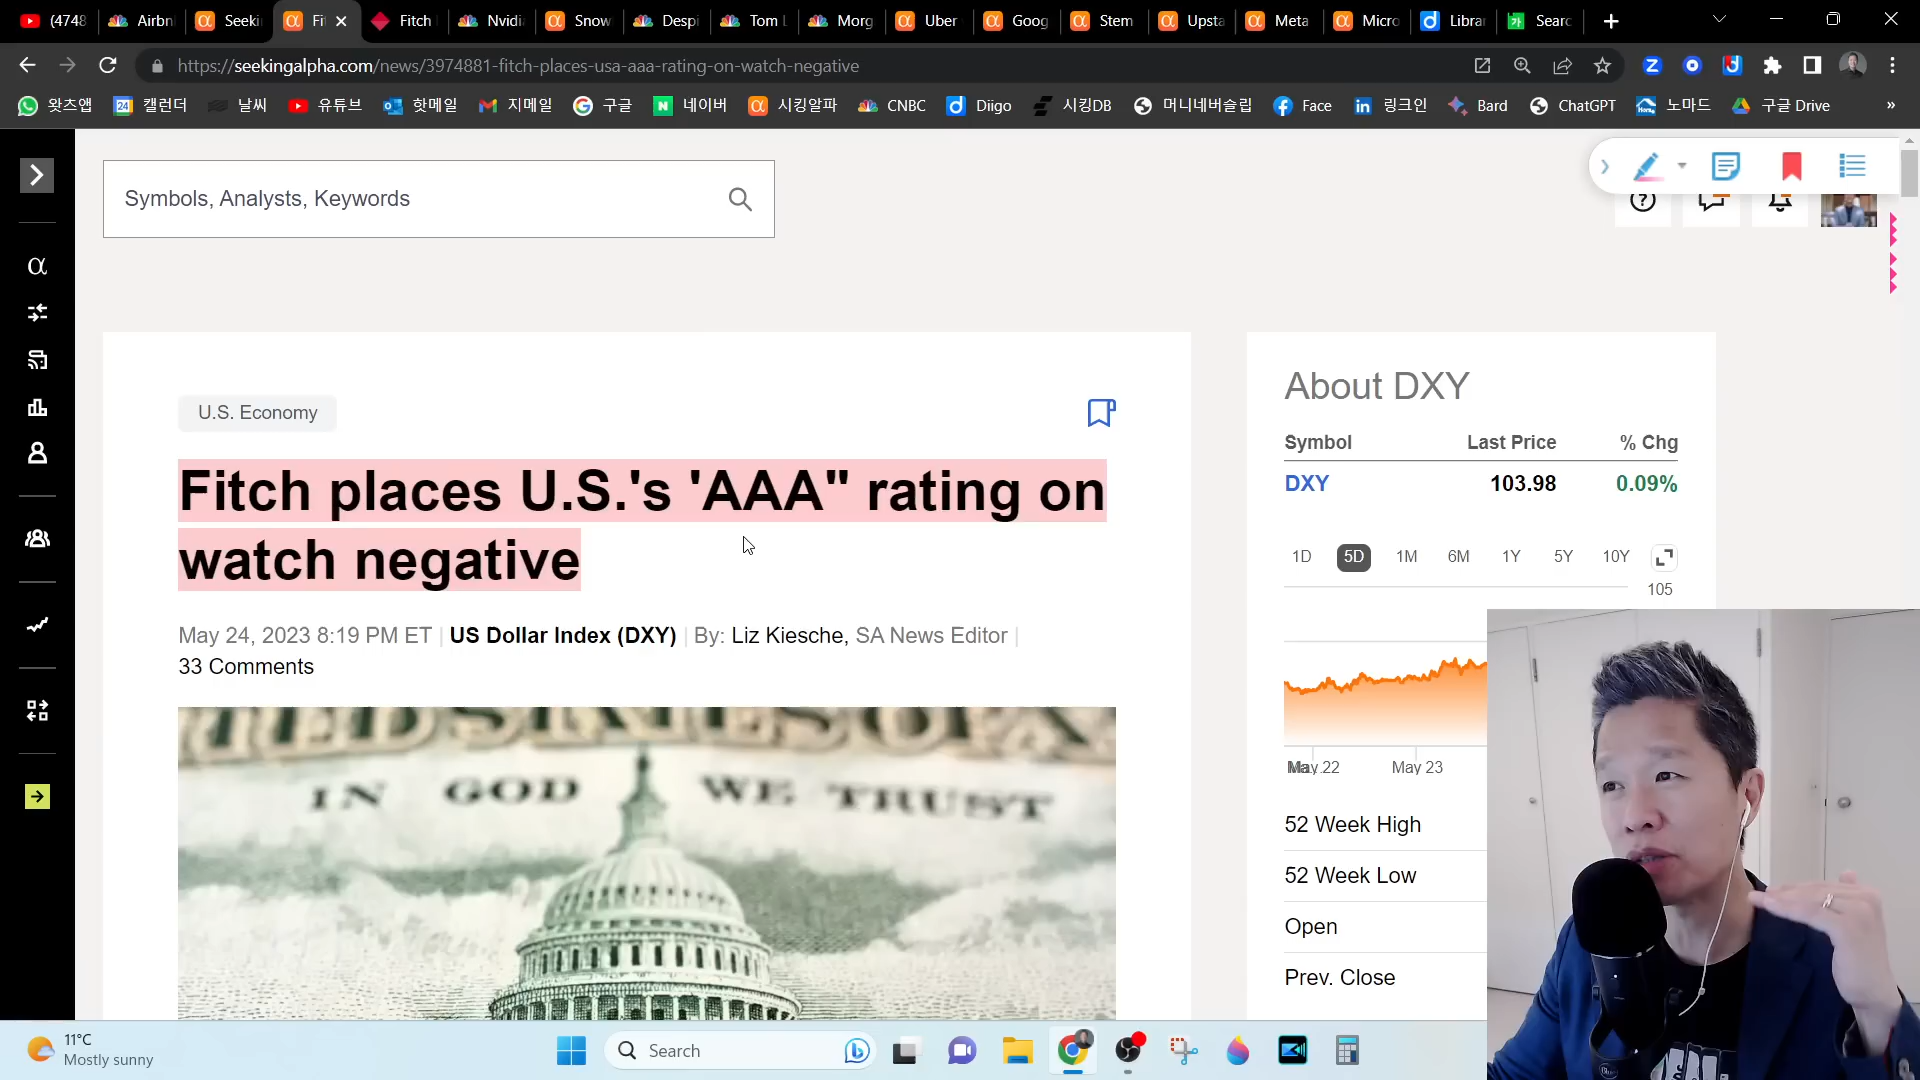 (4748
Airbn
Seeki
Fi
Fitch
Nvidi
Snow
Despi
Tom L
Morg
Uber
Goog
Stem
Upsta
Meta
Micro
Libra
Searc
https://seekingalpha.com/news/3974881-fitch-places-usa-aaa-rating-on-watch-negative
왓츠앱
캘린더
날씨
유튜브
핫메일
지메일
구글
네이버
시킹알파
CNBC
Diigo
시킹DB
머니네버슬립
Face
링크인
Bard
ChatGPT
노마드
구글 Drive
Symbols, Analysts, Keywords
U.S. Economy
Fitch places U.S.'s 'AAA" rating on
watch negative
May 24, 2023 8:19 PM ET | US Dollar Index (DXY) | By: Liz Kiesche, SA News Editor |
33 Comments
IN GOD WE TRUST
About DXY
Symbol Last Price % Chg
DXY 103.98 0.09%
1D 5D 1M 6M 1Y 5Y 10Y
105
May 22 May 23
52 Week High
52 Week Low
Open
Prev. Close
11°C
Mostly sunny
Search